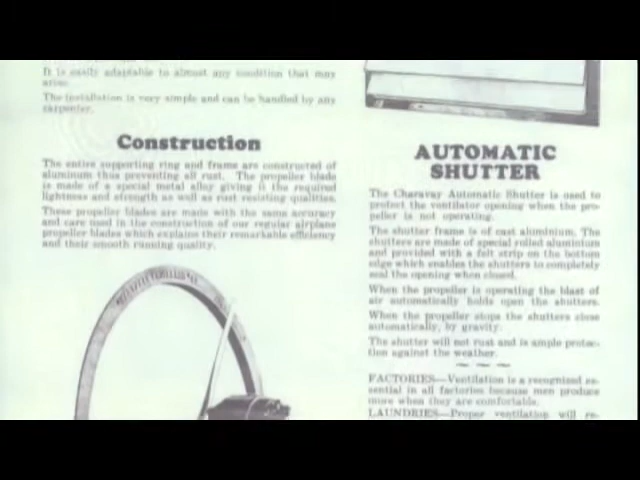 It is easily adaptable to almost any condition that may
arise.
The installation is very simple and can be handled by any
carpenter.
Construction
The entire supporting ring and frame are constructed of
aluminum thus preventing all rust. The propeller blade
is made of a special metal alloy giving it the required
lightness and strength as well as rust resisting qualities.
These propeller blades are made with the same accuracy
and care used in the construction of our regular airplane
propeller blades which explains their remarkable efficiency
and their smooth running quality.
AUTOMATIC
SHUTTER
The Charavay Automatic Shutter is used to
protect the ventilator opening when the pro-
peller is not operating.
The shutter frame is of cast aluminium. The
shutters are made of special rolled aluminium
and provided with a felt strip on the bottom
edge which enables the shutters to completely
seal the opening when closed.
When the propeller is operating the blast of
air automatically holds open the shutters.
When the propeller stops the shutters close
automatically, by gravity.
The shutter will not rust and is ample protec-
tion against the weather.
FACTORIES—Ventilation is a recognized es-
sential in all factories because men produce
more when they are comfortable.
LAUNDRIES—Proper ventilation will re-